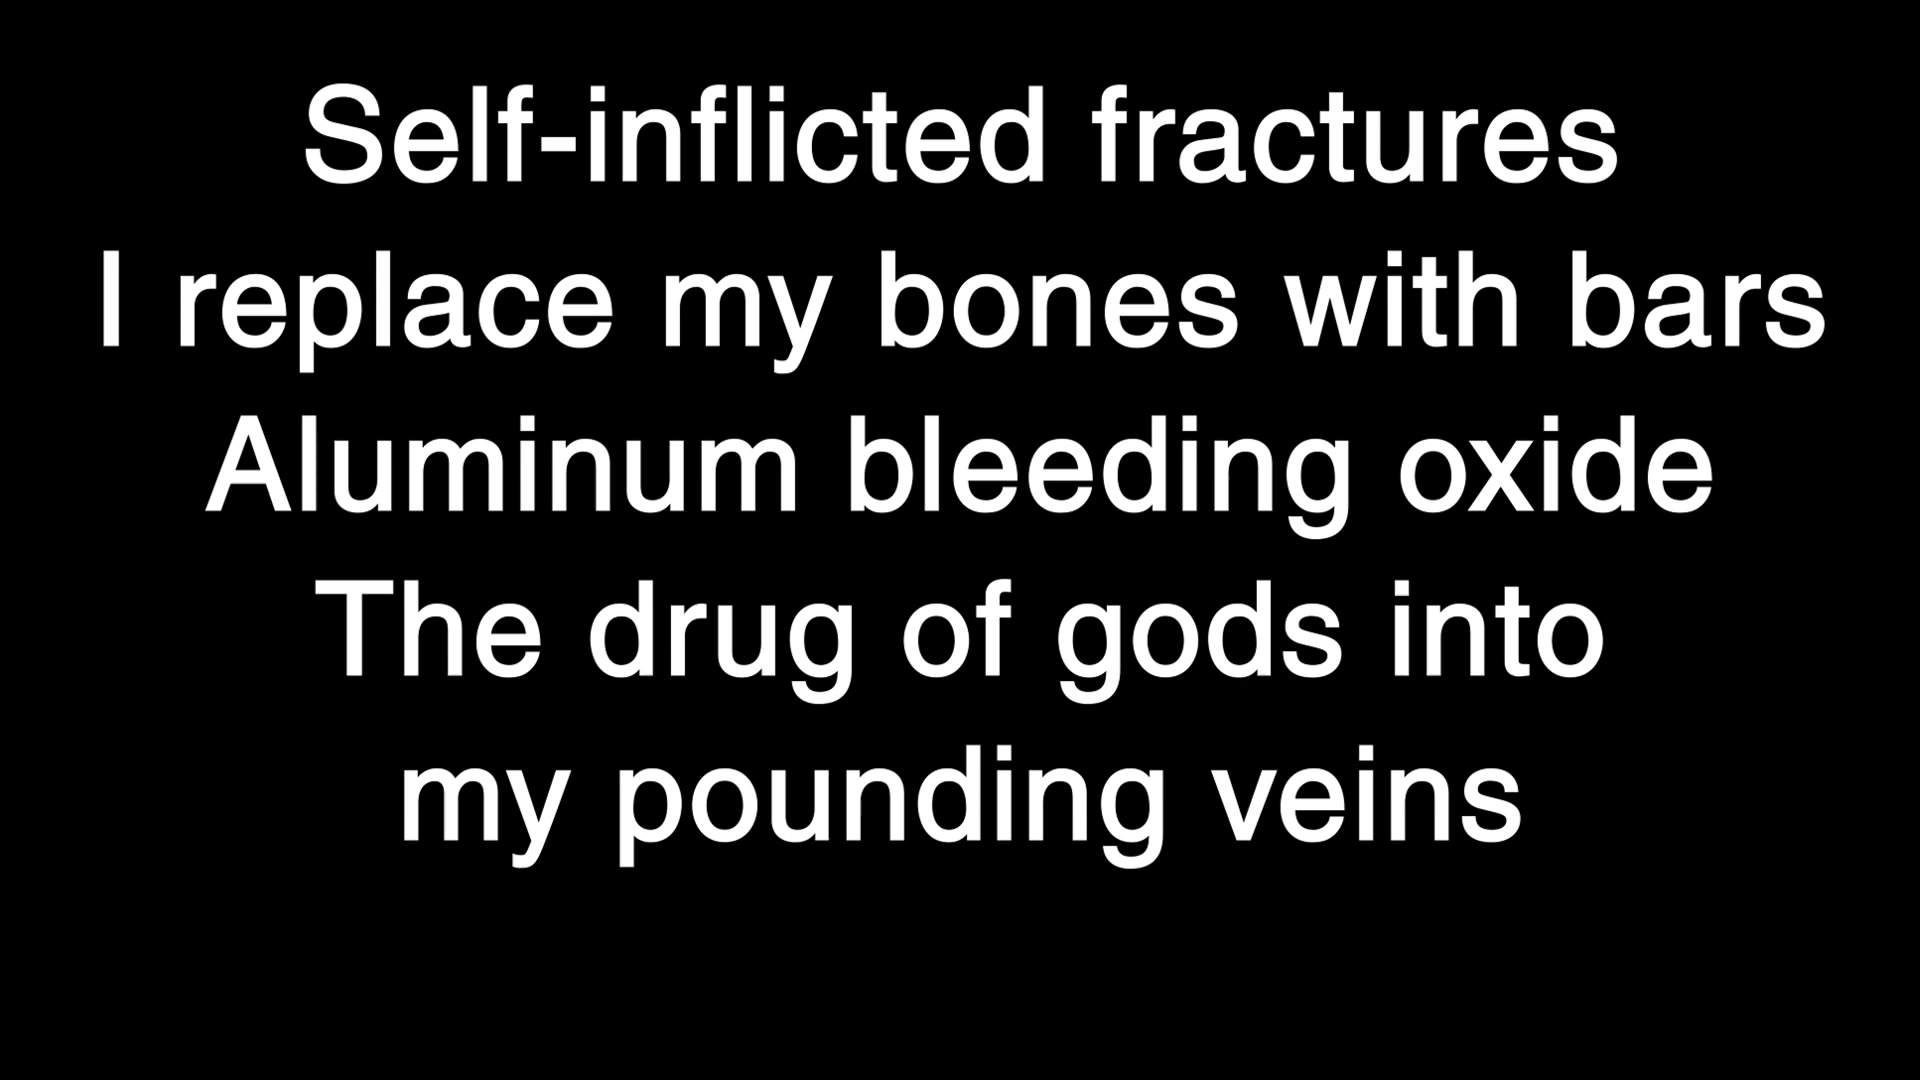 Self-inflicted fractures
I replace my bones with bars
Aluminum bleeding oxide
The drug of gods into
my pounding veins